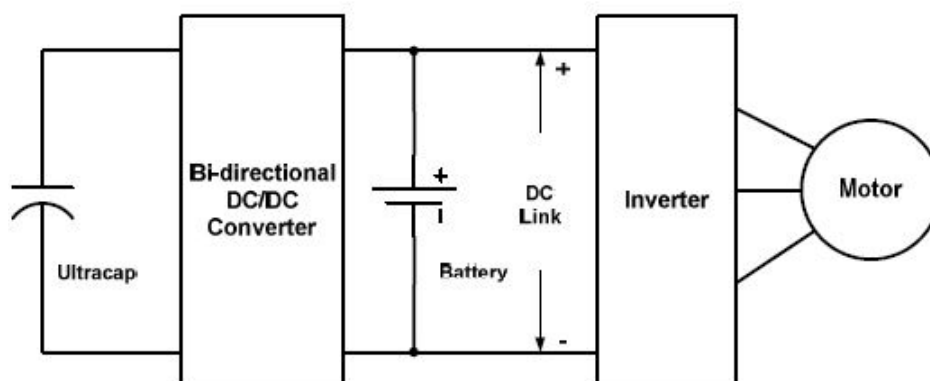 Ultracap
Bi-directional
DC/DC
Converter
+
Battery
+
DC
Link
-
Inverter
Motor